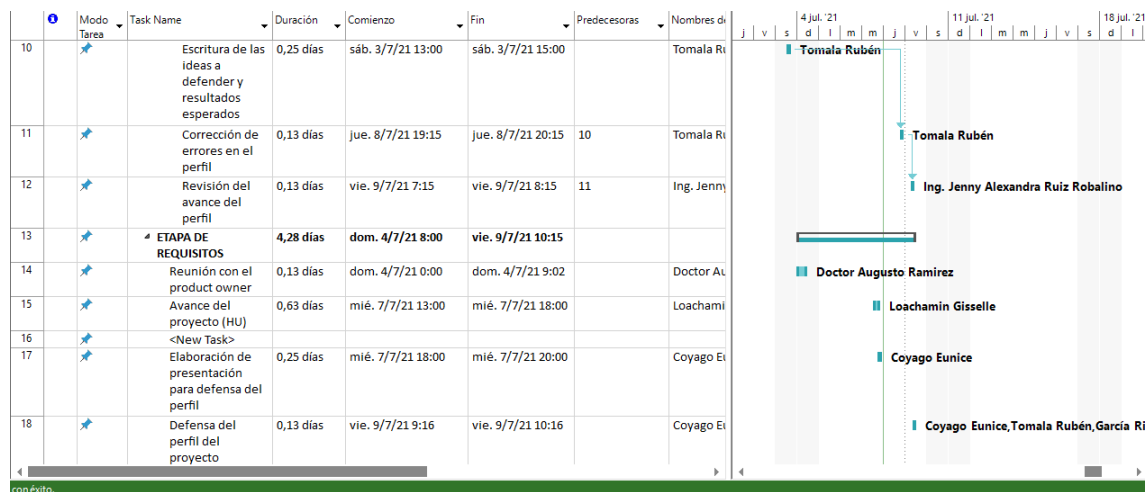 Modo Tarea Task Name Duración Comienzo Fin Predecesoras Nombres de
4 jul. '21 11 jul. '21 18 jul. '21
j v s d l m m j v s d l m m j v s d l
10 Escritura de las ideas a defender y resultados esperados 0,25 días sáb. 3/7/21 13:00 sáb. 3/7/21 15:00 Tomala Ru
Tomala Rubén
11 Corrección de errores en el perfil 0,13 días jue. 8/7/21 19:15 jue. 8/7/21 20:15 10 Tomala Ru
Tomala Rubén
12 Revisión del avance del perfil 0,13 días vie. 9/7/21 7:15 vie. 9/7/21 8:15 11 Ing. Jenny
Ing. Jenny Alexandra Ruiz Robalino
13 ETAPA DE REQUISITOS 4,28 días dom. 4/7/21 8:00 vie. 9/7/21 10:15
14 Reunión con el product owner 0,13 días dom. 4/7/21 0:00 dom. 4/7/21 9:02 Doctor Au
Doctor Augusto Ramirez
15 Avance del proyecto (HU) 0,63 días mié. 7/7/21 13:00 mié. 7/7/21 18:00 Loachami
Loachamin Gisselle
16 <New Task>
17 Elaboración de presentación para defensa del perfil 0,25 días mié. 7/7/21 18:00 mié. 7/7/21 20:00 Coyago Eu
Coyago Eunice
18 Defensa del perfil del proyecto 0,13 días vie. 9/7/21 9:16 vie. 9/7/21 10:16 Coyago Eu
Coyago Eunice,Tomala Rubén,García Ri
con éxito.